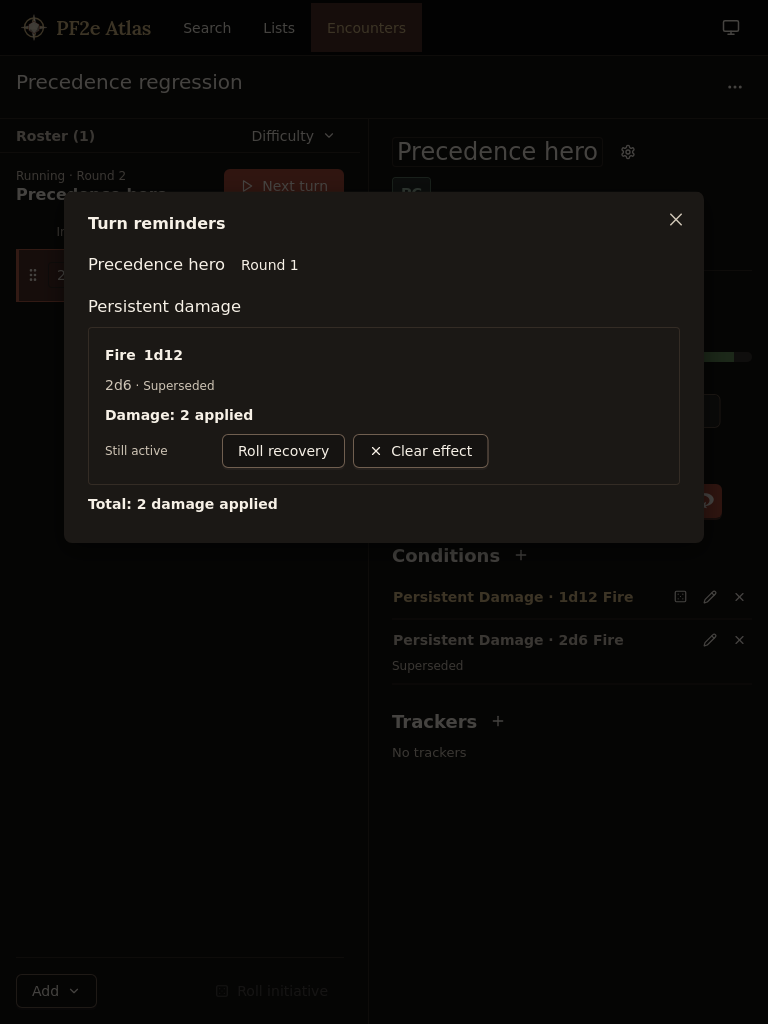 PF2e Atlas Search Lists Encounters
Precedence regression
Roster (1) Difficulty
Precedence hero
Running · Round 2
Next turn
Turn reminders
Precedence hero Round 1
Persistent damage
Fire 1d12
2d6 · Superseded
Damage: 2 applied
Still active Roll recovery Clear effect
Total: 2 damage applied
Conditions
Persistent Damage · 1d12 Fire
Persistent Damage · 2d6 Fire
Superseded
Trackers
No trackers
Add Roll initiative